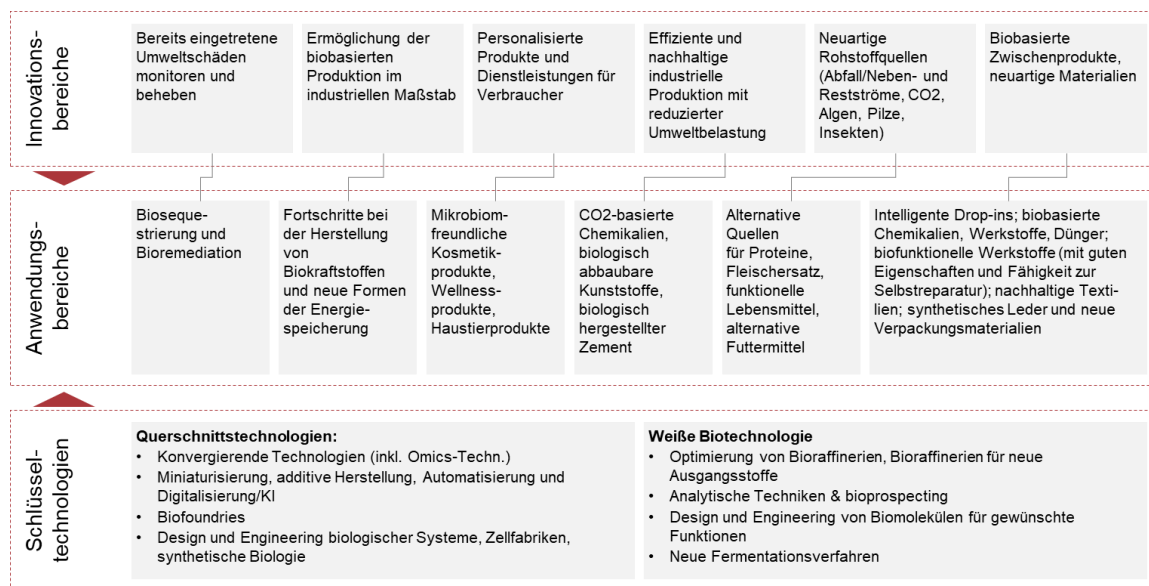 Innovations-
bereiche
Bereits eingetretene
Umweltschäden
monitoren und
beheben
Ermöglichung der
biobasierten
Produktion im
industriellen Maßstab
Personalisierte
Produkte und
Dienstleistungen für
Verbraucher
Effiziente und
nachhaltige
industrielle
Produktion mit
reduzierter
Umweltbelastung
Neuartige
Rohstoffquellen
(Abfall/Neben- und
Restströme, CO2,
Algen, Pilze,
Insekten)
Biobasierte
Zwischenprodukte,
neuartige Materialien
Anwendungs-
bereiche
Bioseque-
strierung und
Bioremediation
Fortschritte bei
der Herstellung
von
Biokraftstoffen
und neue Formen
der Energie-
speicherung
Mikrobiom-
freundliche
Kosmetik-
produkte,
Wellness-
produkte,
Haustierprodukte
CO2-basierte
Chemikalien,
biologisch
abbaubare
Kunststoffe,
biologisch
hergestellter
Zement
Alternative
Quellen
für Proteine,
Fleischersatz,
funktionelle
Lebensmittel,
alternative
Futtermittel
Intelligente Drop-ins; biobasierte
Chemikalien, Werkstoffe, Dünger;
biofunktionelle Werkstoffe (mit guten
Eigenschaften und Fähigkeit zur
Selbstreparatur); nachhaltige Texti-
lien; synthetisches Leder und neue
Verpackungsmaterialien
Schlüssel-
technologien
Querschnittstechnologien:
• Konvergierende Technologien (inkl. Omics-Techn.)
• Miniaturisierung, additive Herstellung, Automatisierung und
Digitalisierung/KI
• Biofoundries
• Design und Engineering biologischer Systeme, Zellfabriken,
synthetische Biologie
Weiße Biotechnologie
• Optimierung von Bioraffinerien, Bioraffinerien für neue
Ausgangsstoffe
• Analytische Techniken & bioprospecting
• Design und Engineering von Biomolekülen für gewünschte
Funktionen
• Neue Fermentationsverfahren